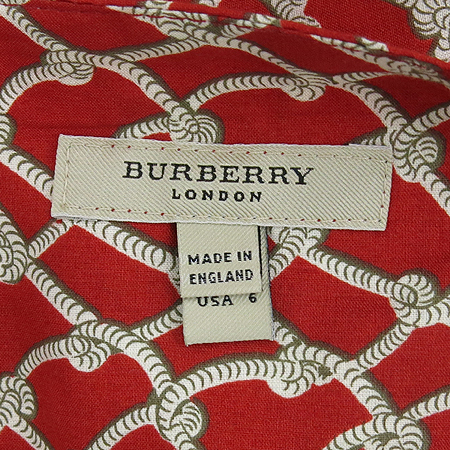 BURBERRY
LONDON
MADE IN
ENGLAND
USA 6